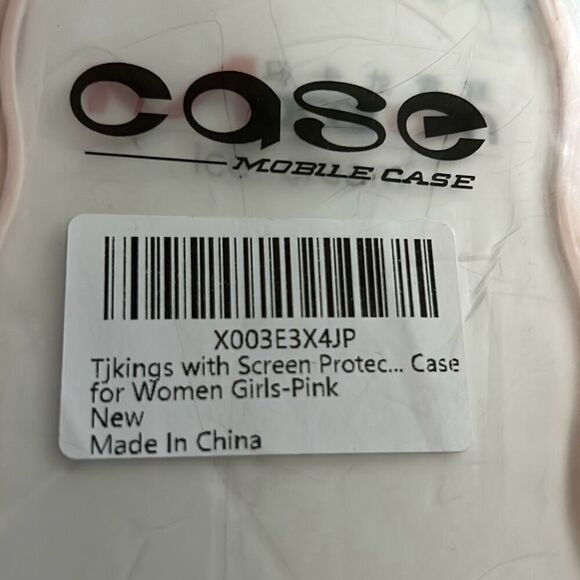 case
MOBILE CASE
X003E3X4JP
Tjkings with Screen Protec... Case
for Women Girls-Pink
New
Made In China